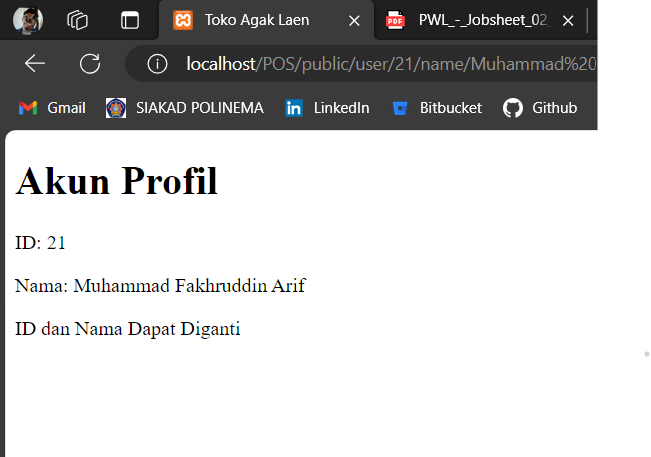 Toko Agak Laen
PWL_-_Jobsheet_02_
localhost/POS/public/user/21/name/Muhammad%20
Gmail
SIAKAD POLINEMA
LinkedIn
Bitbucket
Github
Akun Profil
ID: 21
Nama: Muhammad Fakhruddin Arif
ID dan Nama Dapat Diganti